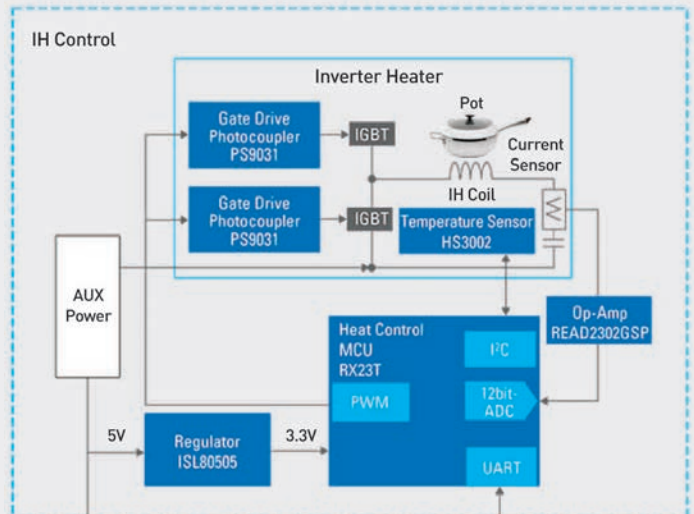 IH Control
Inverter Heater
Gate Drive
Photocoupler
PS9031
IGBT
Pot
Current
Sensor
IH Coil
Gate Drive
Photocoupler
PS9031
IGBT
Temperature Sensor
HS3002
AUX
Power
Op-Amp
READ2302GSP
Heat Control
MCU
RX23T
I²C
PWM
12bit-
ADC
5V
Regulator
ISL80505
3.3V
UART